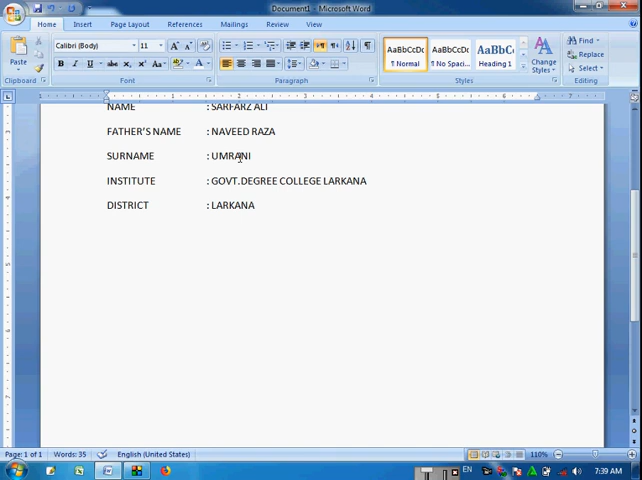 Document1 - Microsoft Word
Home Insert Page Layout References Mailings Review View
Calibri (Body) 11
AaBbCcDc AaBbCcDc AaBbCc
Find
Replace
Select
Paste
¶ Normal ¶ No Spaci... Heading 1
Change Styles
Clipboard Font Paragraph Styles Editing
NAME : SARFARZ ALI
FATHER'S NAME : NAVEED RAZA
SURNAME : UMRANI
INSTITUTE : GOVT.DEGREE COLLEGE LARKANA
DISTRICT : LARKANA
Page: 1 of 1 Words: 35 English (United States) 110%
EN 7:39 AM